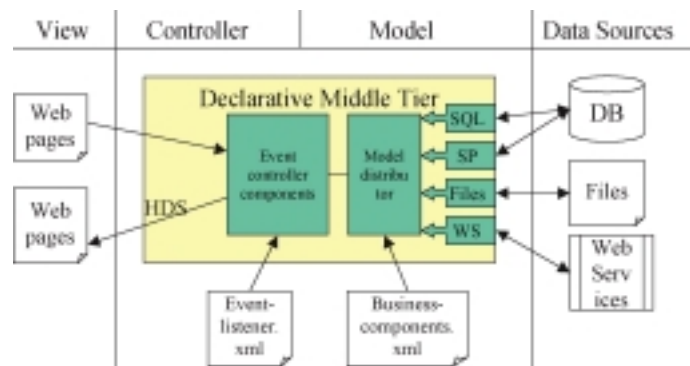 View
Controller
Model
Data Sources
Declarative Middle Tier
Web
pages
Event
controller
components
Model
distribu
tor
SQL
SP
Files
WS
DB
Files
Web
Serv
ices
Web
pages
HDS
Event-
listener.
xml
Business-
components.
xml